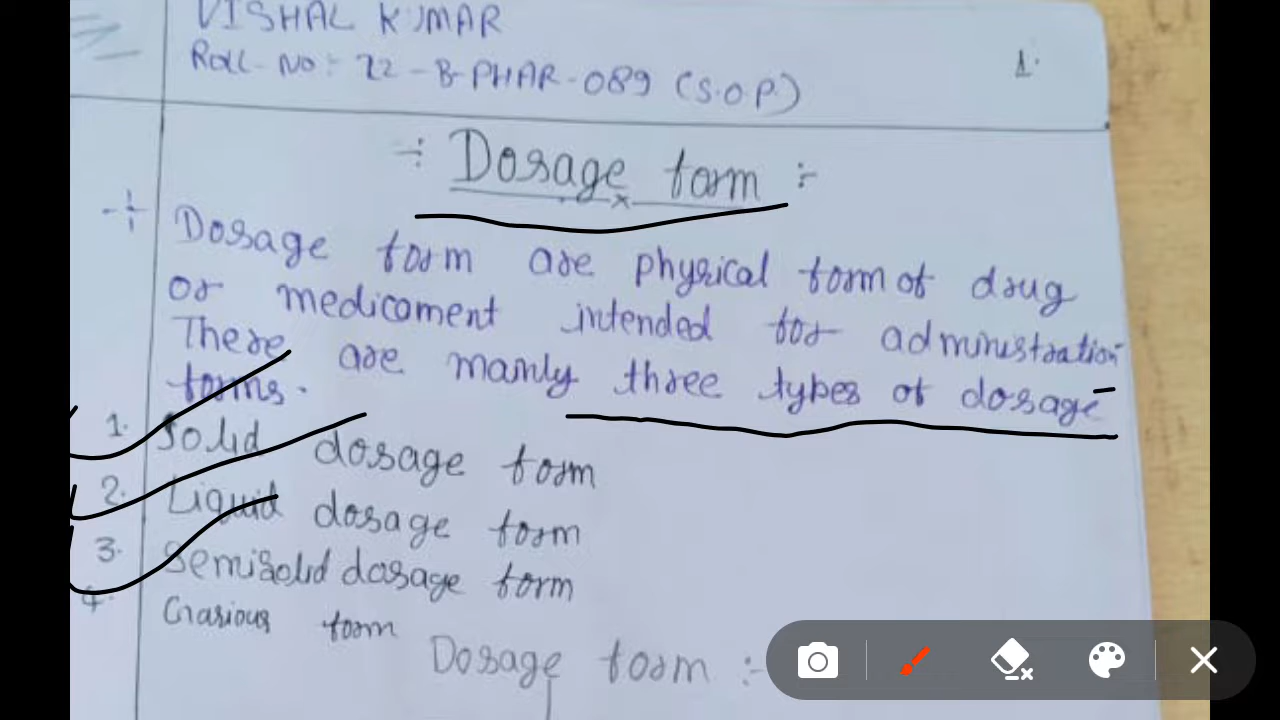 VISHAL KUMAR
ROLL-NO:- 22-B-PHAR-089 (S.O.P.)
1.
÷ Dosage form :-
Dosage form are physical form of drug
or medicament intended for administration
There are mainly three types of dosage
forms.
1. Solid dosage form
2. Liquid dosage form
3. Semisolid dosage form
4. Gasious form
Dosage form :-